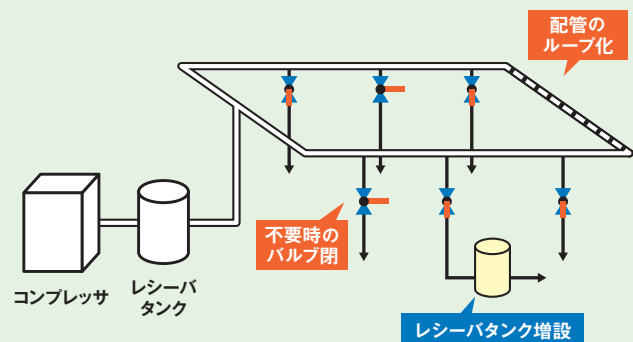 配管の
ループ化
不要時の
バルブ閉
コンプレッサ
レシーバ
タンク
レシーバタンク増設